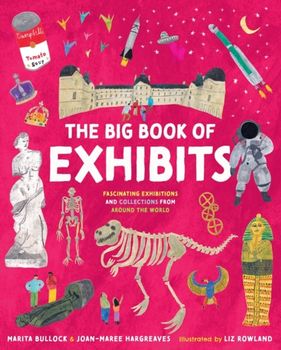 Campbell's
Tomato
Soup
THE BIG BOOK OF
EXHIBITS
FASCINATING EXHIBITIONS
AND COLLECTIONS FROM
AROUND THE WORLD
MARITA BULLOCK & JOAN-MAREE HARGREAVES Illustrated by LIZ ROWLAND